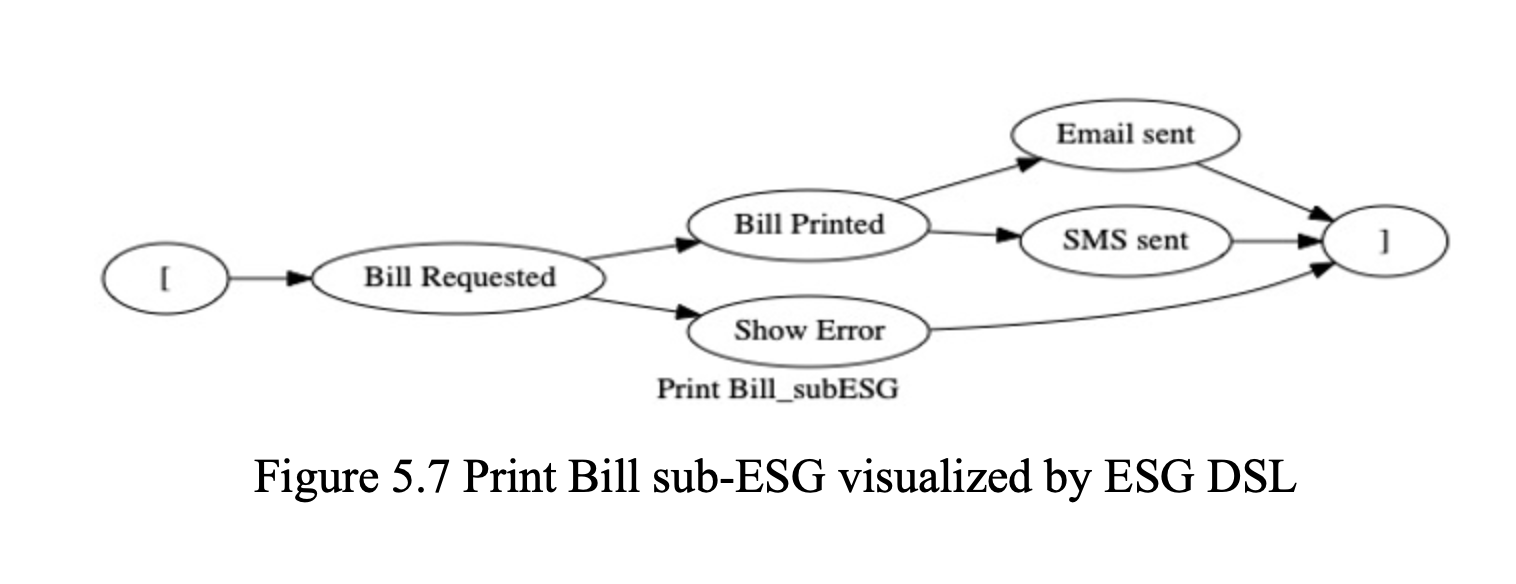 Email sent
Bill Printed
SMS sent
[
Bill Requested
]
Show Error
Print Bill_subESG
Figure 5.7 Print Bill sub-ESG visualized by ESG DSL